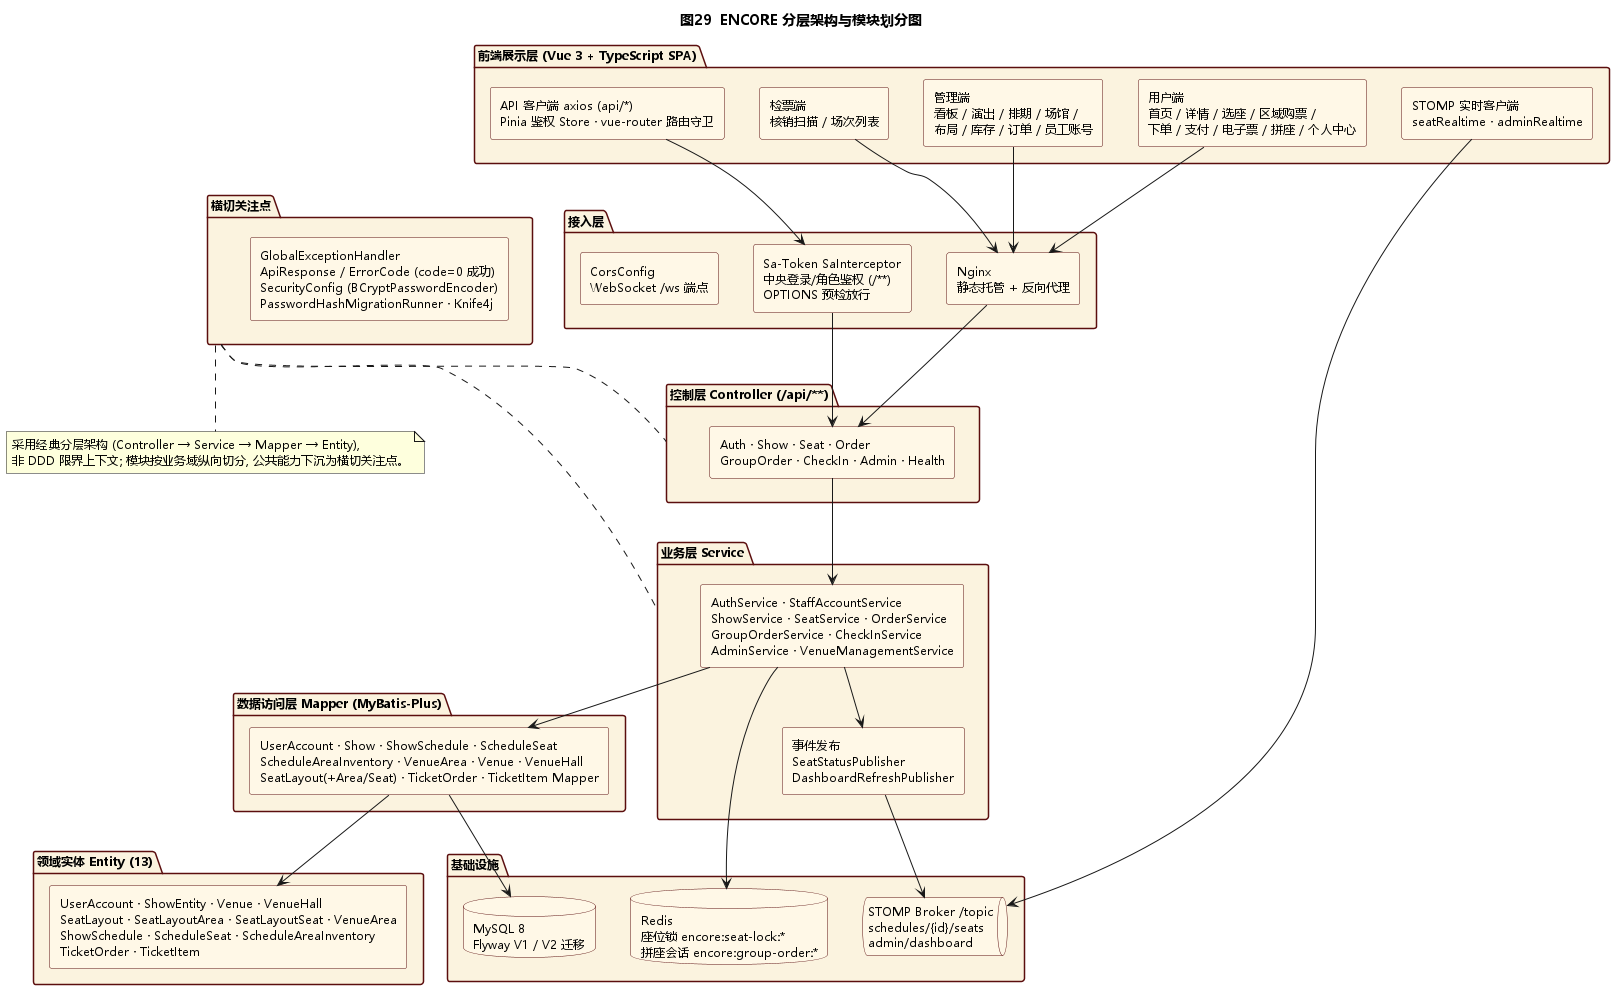 图29  ENCORE 分层架构与模块划分图
前端展示层 (Vue 3 + TypeScript SPA)
API 客户端 axios (api/*)
Pinia 鉴权 Store · vue-router 路由守卫
检票端
核销扫描 / 场次列表
管理端
看板 / 演出 / 排期 / 场馆 /
布局 / 库存 / 订单 / 员工账号
用户端
首页 / 详情 / 选座 / 区域购票 /
下单 / 支付 / 电子票 / 拼座 / 个人中心
STOMP 实时客户端
seatRealtime · adminRealtime
横切关注点
GlobalExceptionHandler
ApiResponse / ErrorCode (code=0 成功)
SecurityConfig (BCryptPasswordEncoder)
PasswordHashMigrationRunner · Knife4j
接入层
CorsConfig
WebSocket /ws 端点
Sa-Token SaInterceptor
中央登录/角色鉴权 (/**)
OPTIONS 预检放行
Nginx
静态托管 + 反向代理
控制层 Controller (/api/**)
Auth · Show · Seat · Order
GroupOrder · CheckIn · Admin · Health
采用经典分层架构 (Controller → Service → Mapper → Entity),
非 DDD 限界上下文; 模块按业务域纵向切分, 公共能力下沉为横切关注点。
业务层 Service
AuthService · StaffAccountService
ShowService · SeatService · OrderService
GroupOrderService · CheckInService
AdminService · VenueManagementService
事件发布
SeatStatusPublisher
DashboardRefreshPublisher
数据访问层 Mapper (MyBatis-Plus)
UserAccount · Show · ShowSchedule · ScheduleSeat
ScheduleAreaInventory · VenueArea · Venue · VenueHall
SeatLayout(+Area/Seat) · TicketOrder · TicketItem Mapper
领域实体 Entity (13)
UserAccount · ShowEntity · Venue · VenueHall
SeatLayout · SeatLayoutArea · SeatLayoutSeat · VenueArea
ShowSchedule · ScheduleSeat · ScheduleAreaInventory
TicketOrder · TicketItem
基础设施
MySQL 8
Flyway V1 / V2 迁移
Redis
座位锁 encore:seat-lock:*
拼座会话 encore:group-order:*
STOMP Broker /topic
schedules/{id}/seats
admin/dashboard